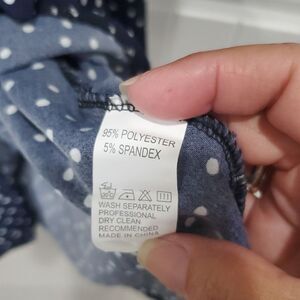 95% POLYESTER
5% SPANDEX
WASH SEPARATELY
PROFESSIONAL
DRY CLEAN
RECOMMENDED
MADE IN CHINA